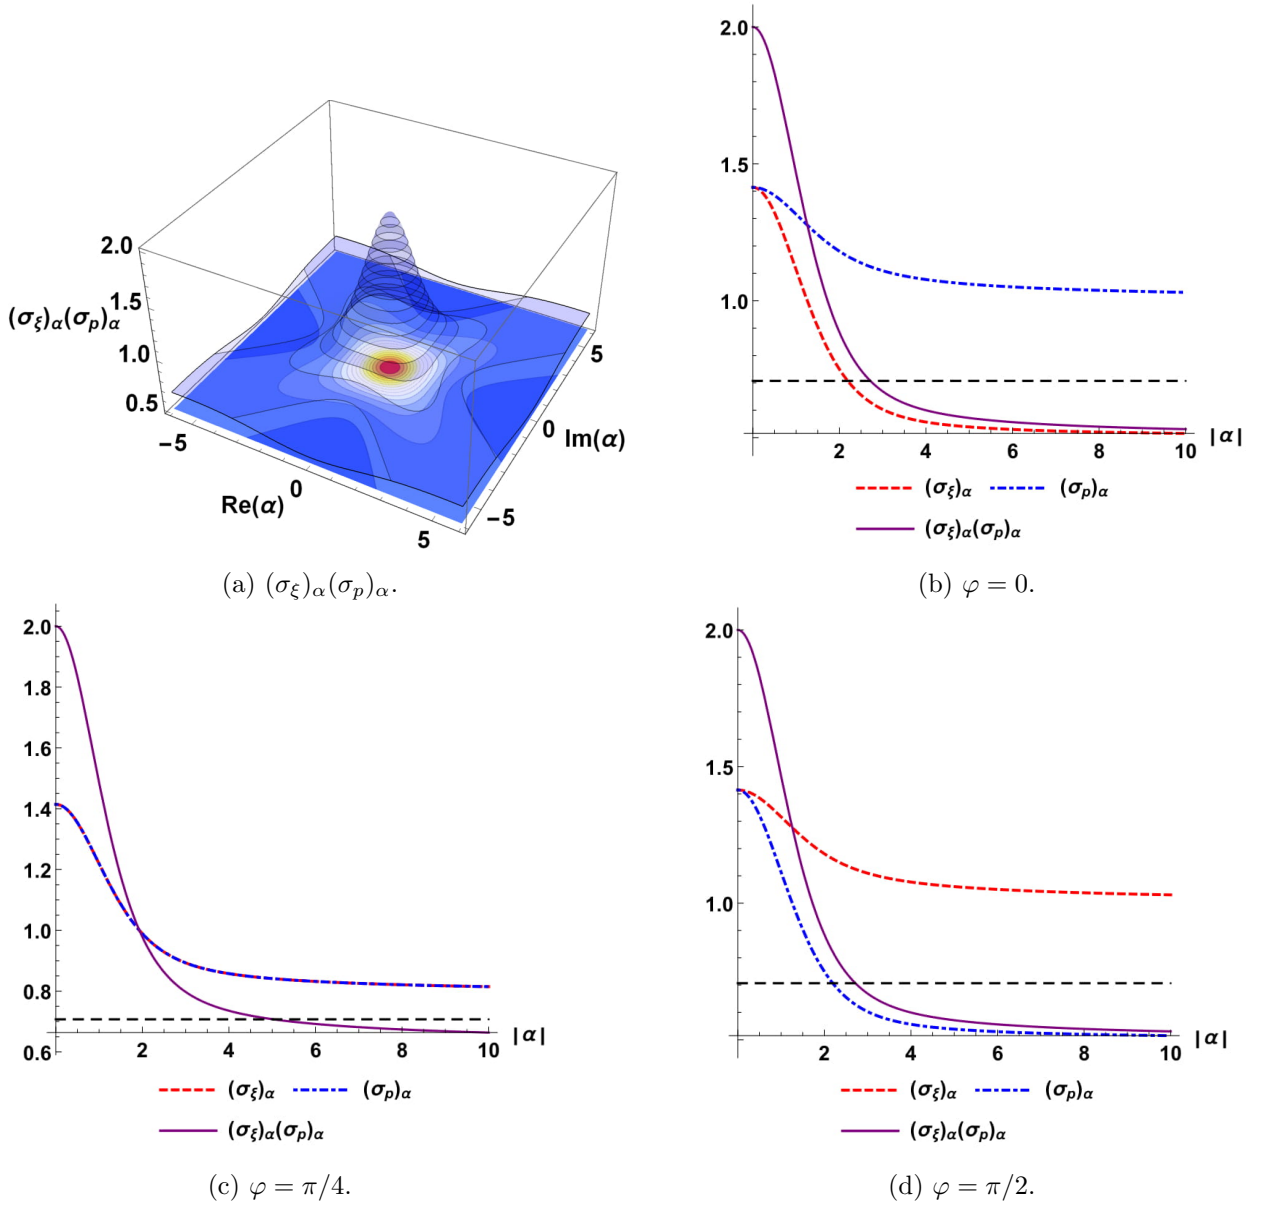 2.0
1.5
1.0
0.5
(σξ)α(σp)α
−5
0
5
Re(α)
5
0
−5
Im(α)
(a) (σξ)α(σp)α.
2.0
1.5
1.0
2 4 6 8 10
|α|
(σξ)α (σp)α
(σξ)α(σp)α
(b) φ = 0.
2.0
1.8
1.6
1.4
1.2
1.0
0.8
0.6
2 4 6 8 10
|α|
(σξ)α (σp)α
(σξ)α(σp)α
(c) φ = π/4.
2.0
1.5
1.0
2 4 6 8 10
|α|
(σξ)α (σp)α
(σξ)α(σp)α
(d) φ = π/2.